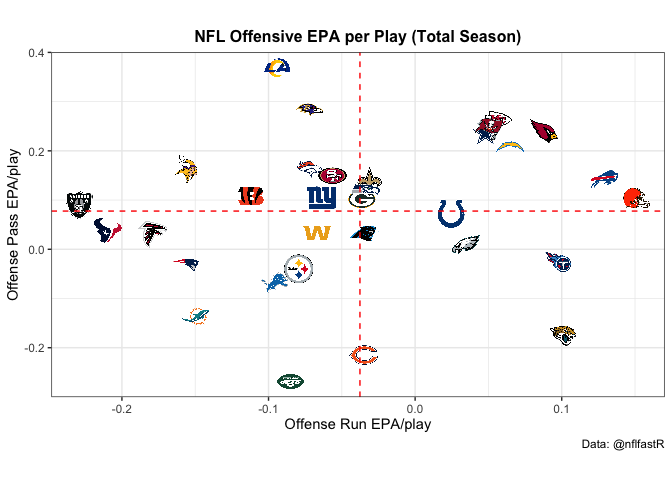 NFL Offensive EPA per Play (Total Season)
0.4
0.2
0.0
-0.2
Offense Pass EPA/play
-0.2
-0.1
0.0
0.1
Offense Run EPA/play
Data: @nflfastR